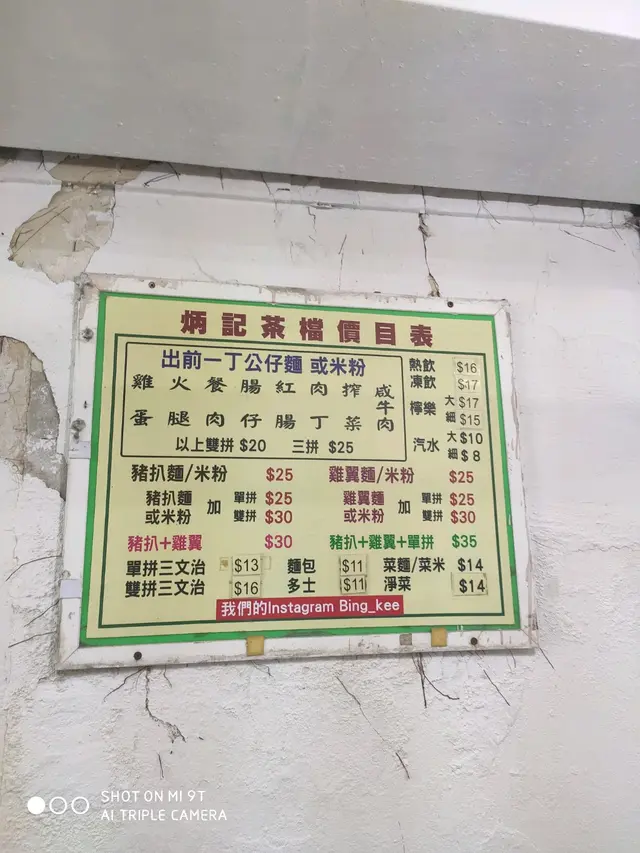 炳記茶檔價目表
出前一丁公仔麵 或米粉
雞蛋 火腿 餐肉 腸仔 紅腸 肉丁 榨菜 咸牛肉
以上雙拼 $20 三拼 $25
熱飲 $16
凍飲 $17
檸樂 大 $17
細 $15
汽水 大 $10
細 $8
豬扒麵/米粉 $25 雞翼麵/米粉 $25
豬扒麵或米粉 加 單拼 $25 雞翼麵或米粉 加 單拼 $25
雙拼 $30 雙拼 $30
豬扒+雞翼 $30 豬扒+雞翼+單拼 $35
單拼三文治 $13 麵包 $11 菜麵/菜米 $14
雙拼三文治 $16 多士 $11 淨菜 $14
我們的Instagram Bing_kee
SHOT ON MI 9T
AI TRIPLE CAMERA